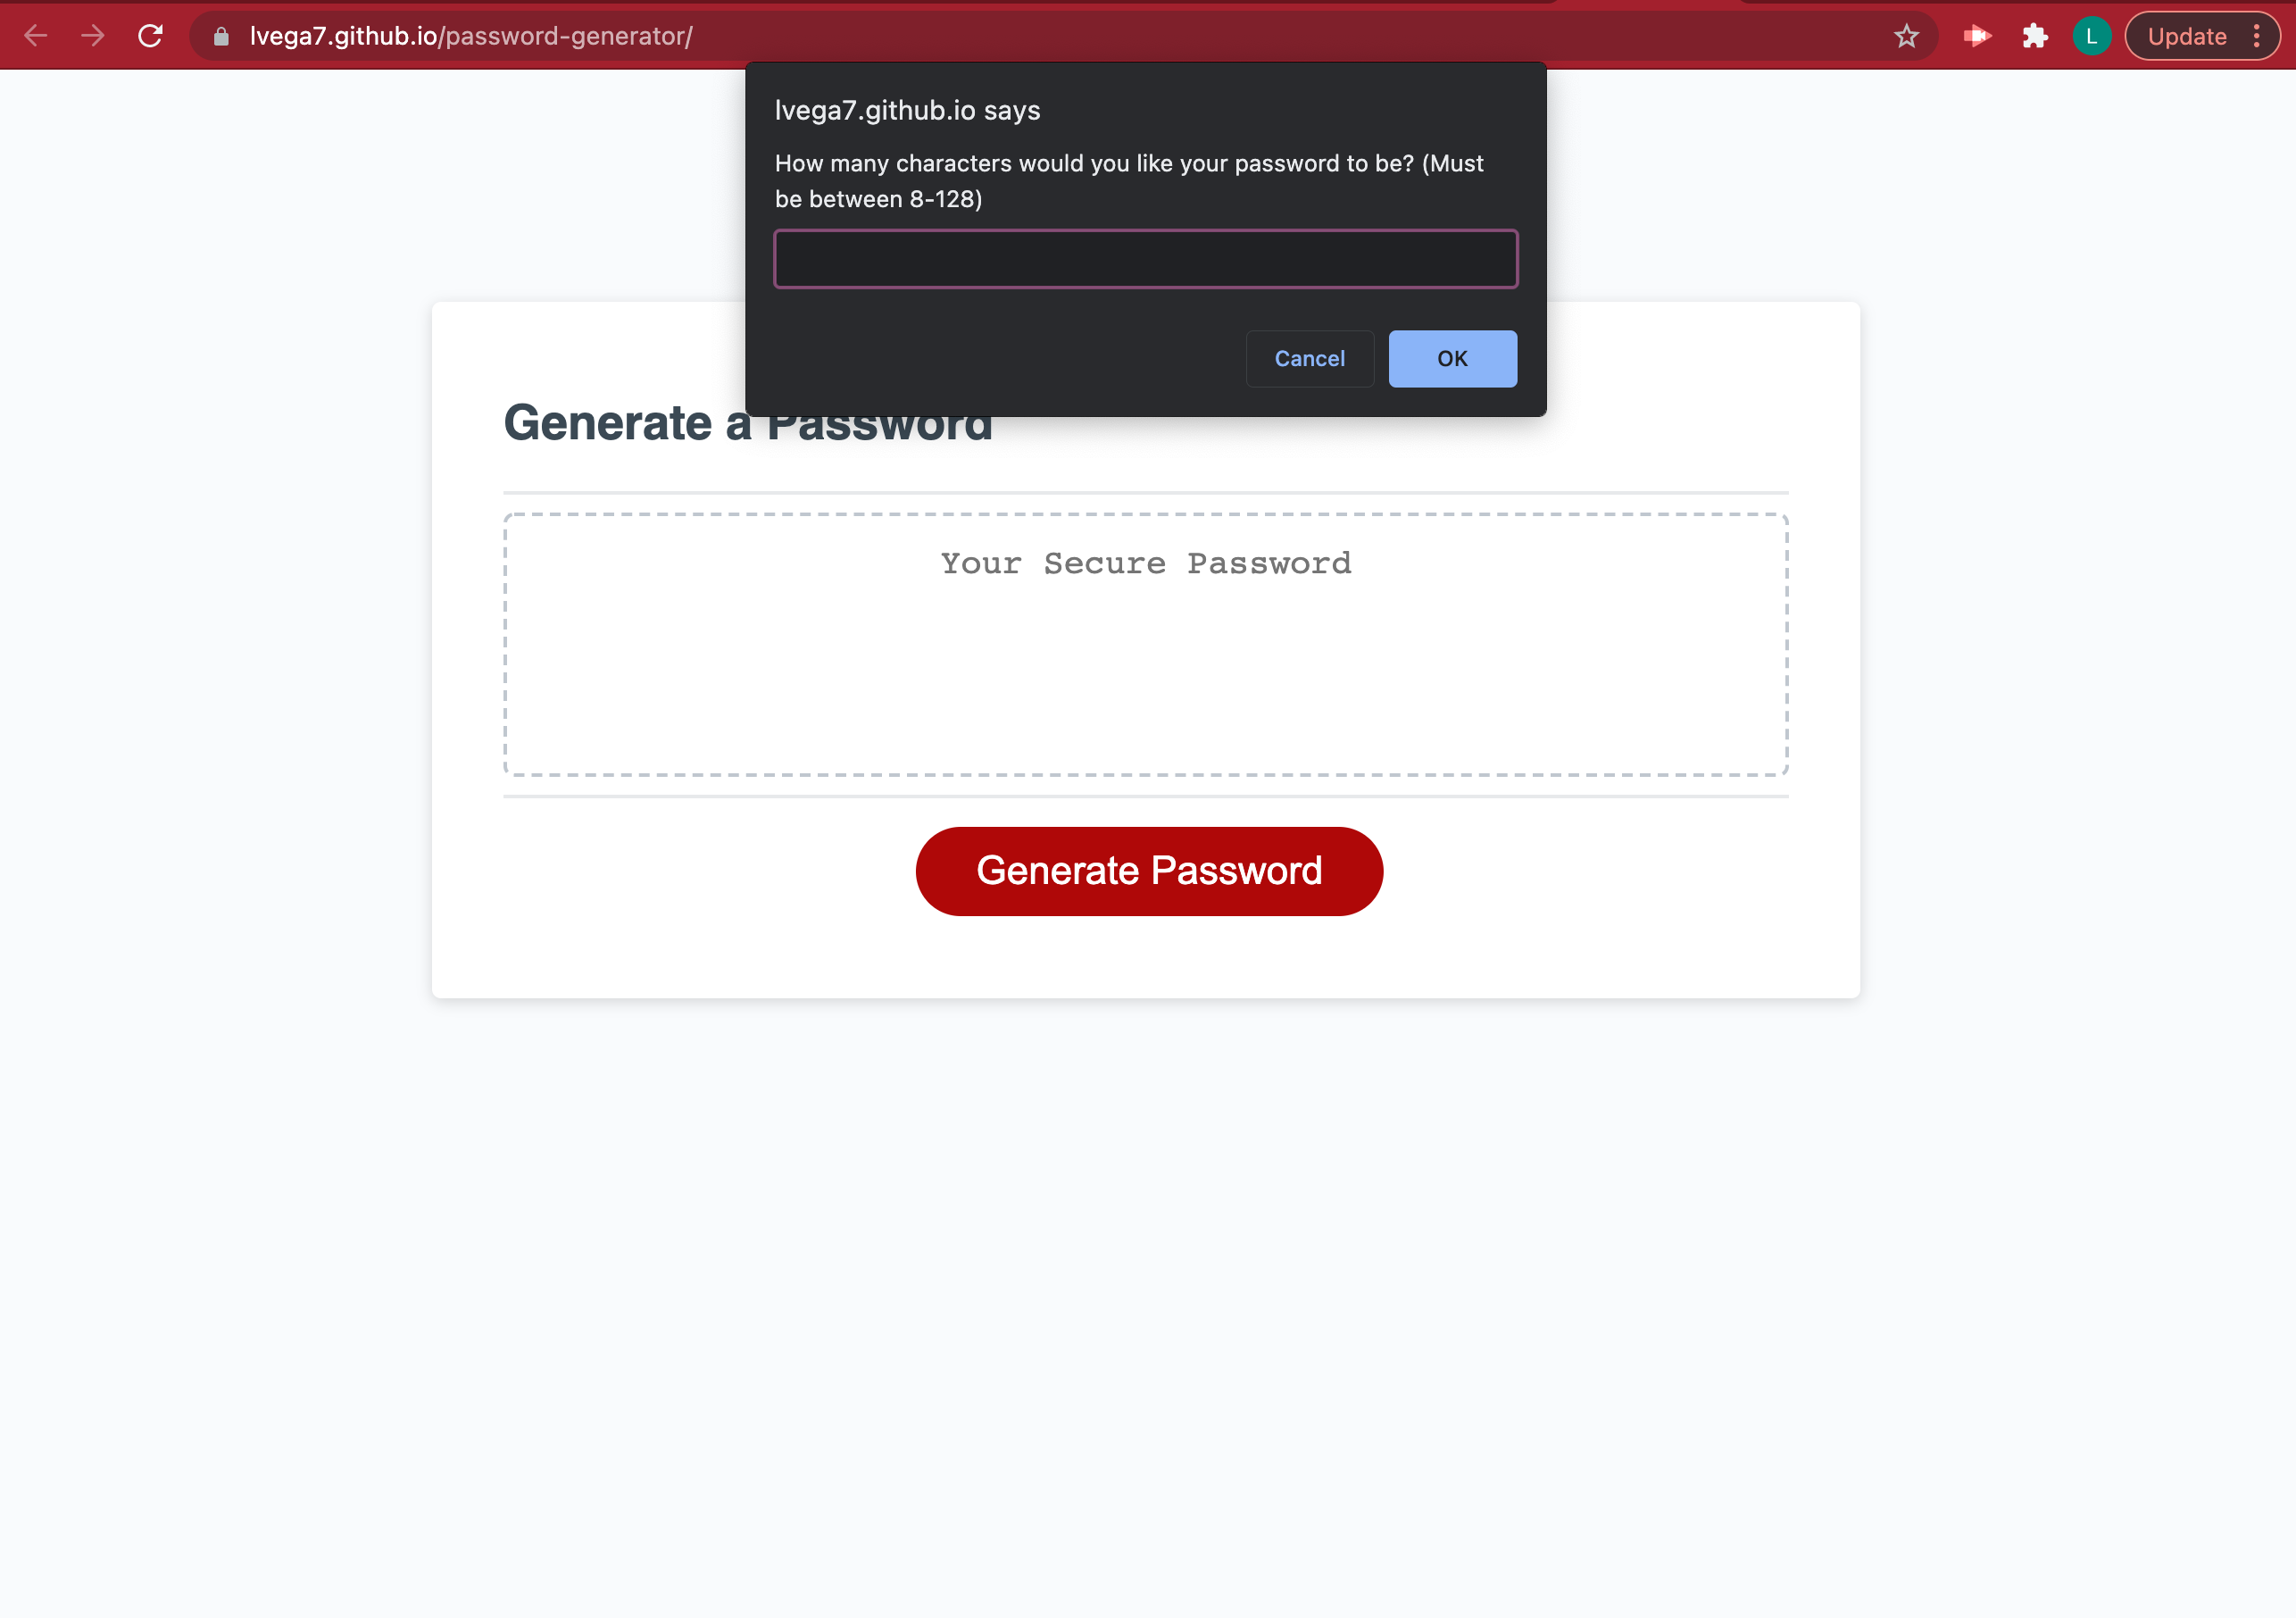 lvega7.github.io/password-generator/
L
Update
lvega7.github.io says
How many characters would you like your password to be? (Must
be between 8-128)
Cancel
OK
Generate a Password
Your Secure Password
Generate Password